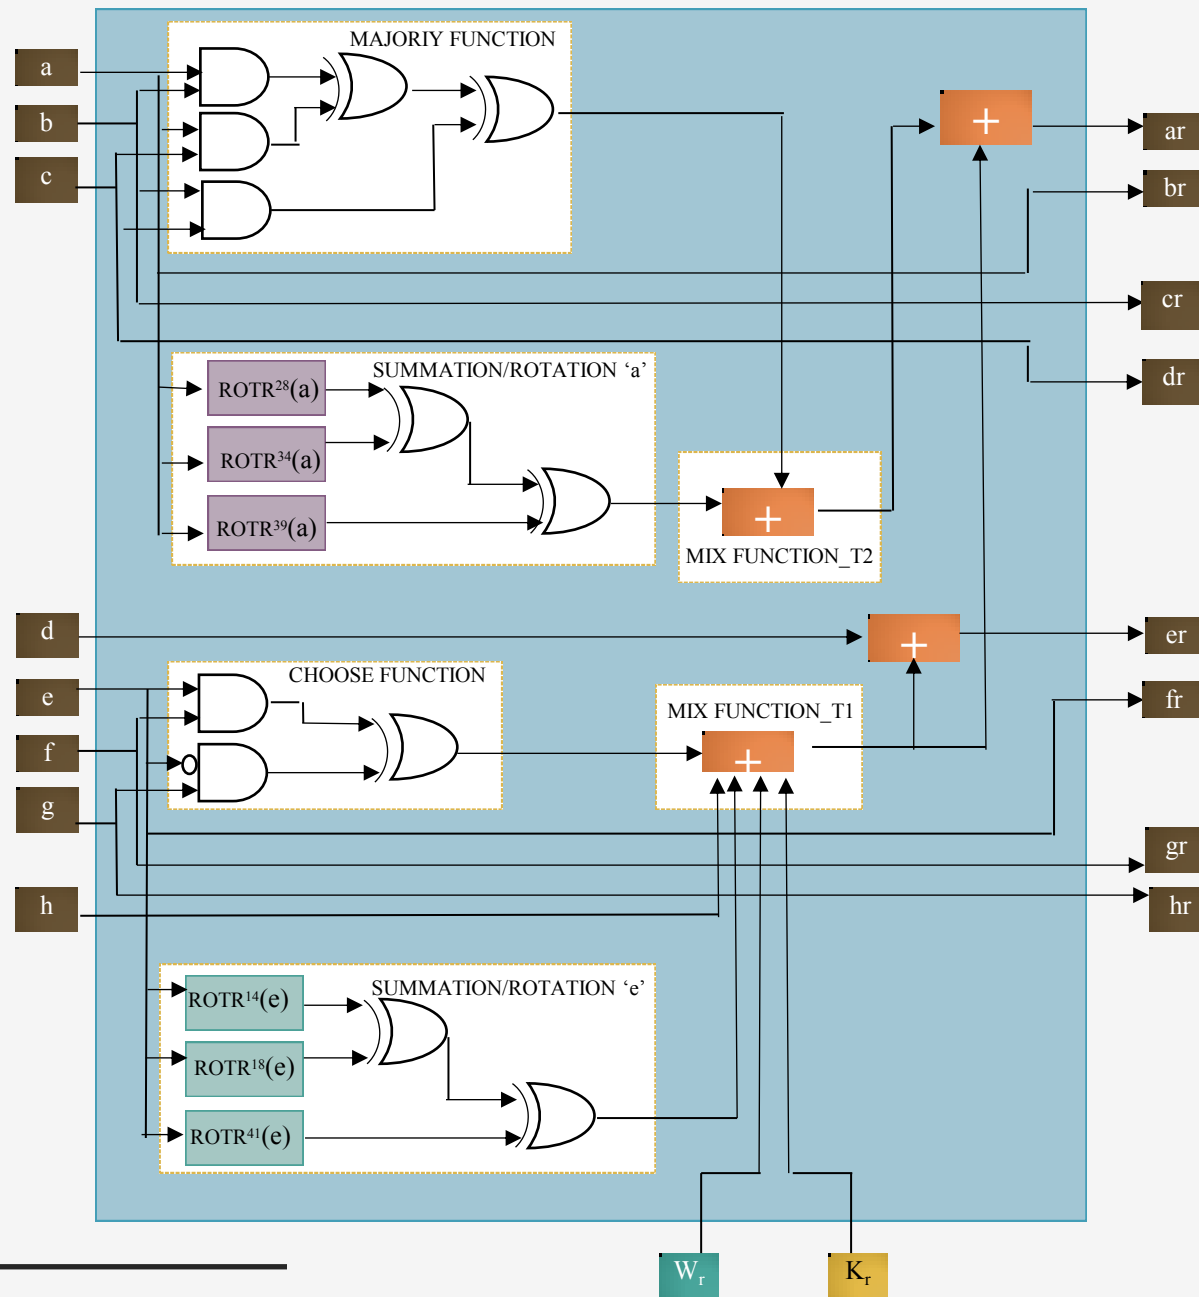 MAJORIY FUNCTION
a
b
c
+
ar
br
cr
dr
SUMMATION/ROTATION ‘a’
ROTR²⁸(a)
ROTR³⁴(a)
ROTR³⁹(a)
+
MIX FUNCTION_T2
d
+
er
CHOOSE FUNCTION
e
f
g
h
MIX FUNCTION_T1
+
fr
gr
hr
SUMMATION/ROTATION ‘e’
ROTR¹⁴(e)
ROTR¹⁸(e)
ROTR⁴¹(e)
Wᵣ
Kᵣ